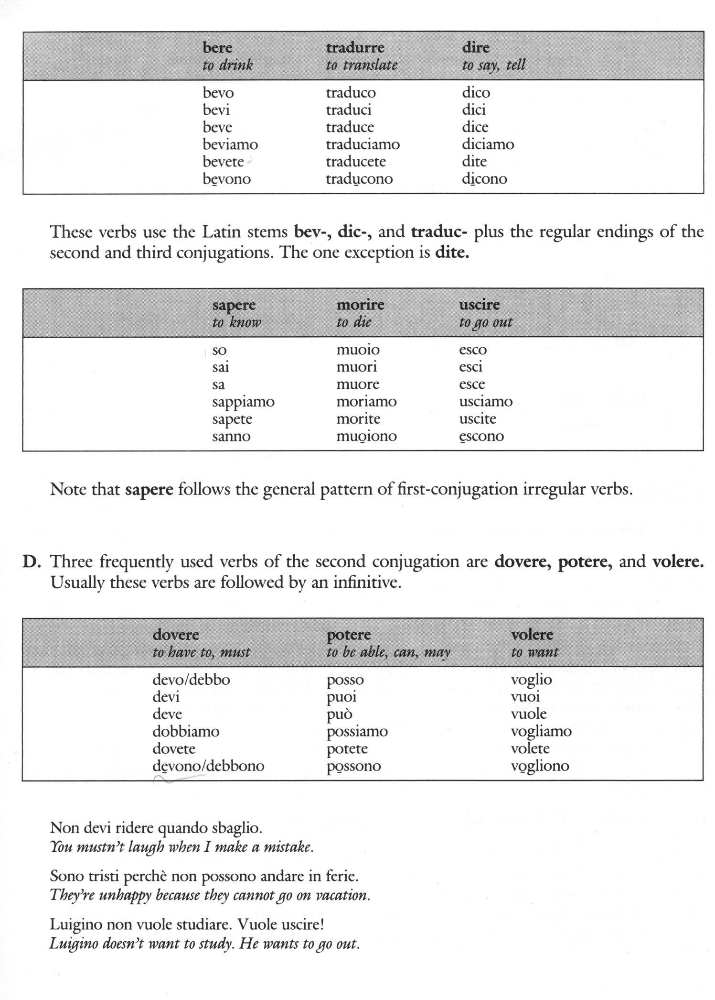 bere tradurre dire
to drink to translate to say, tell
bevo traduco dico
bevi traduci dici
beve traduce dice
beviamo traduciamo diciamo
bevete traducete dite
bevono traducono dicono
These verbs use the Latin stems bev-, dic-, and traduc- plus the regular endings of the
second and third conjugations. The one exception is dite.
sapere morire uscire
to know to die to go out
so muoio esco
sai muori esci
sa muore esce
sappiamo moriamo usciamo
sapete morite uscite
sanno muoiono escono
Note that sapere follows the general pattern of first-conjugation irregular verbs.
D. Three frequently used verbs of the second conjugation are dovere, potere, and volere.
Usually these verbs are followed by an infinitive.
dovere potere volere
to have to, must to be able, can, may to want
devo/debbo posso voglio
devi puoi vuoi
deve può vuole
dobbiamo possiamo vogliamo
dovete potete volete
devono/debbono possono vogliono
Non devi ridere quando sbaglio.
You mustn't laugh when I make a mistake.
Sono tristi perchè non possono andare in ferie.
They're unhappy because they cannot go on vacation.
Luigino non vuole studiare. Vuole uscire!
Luigino doesn't want to study. He wants to go out.